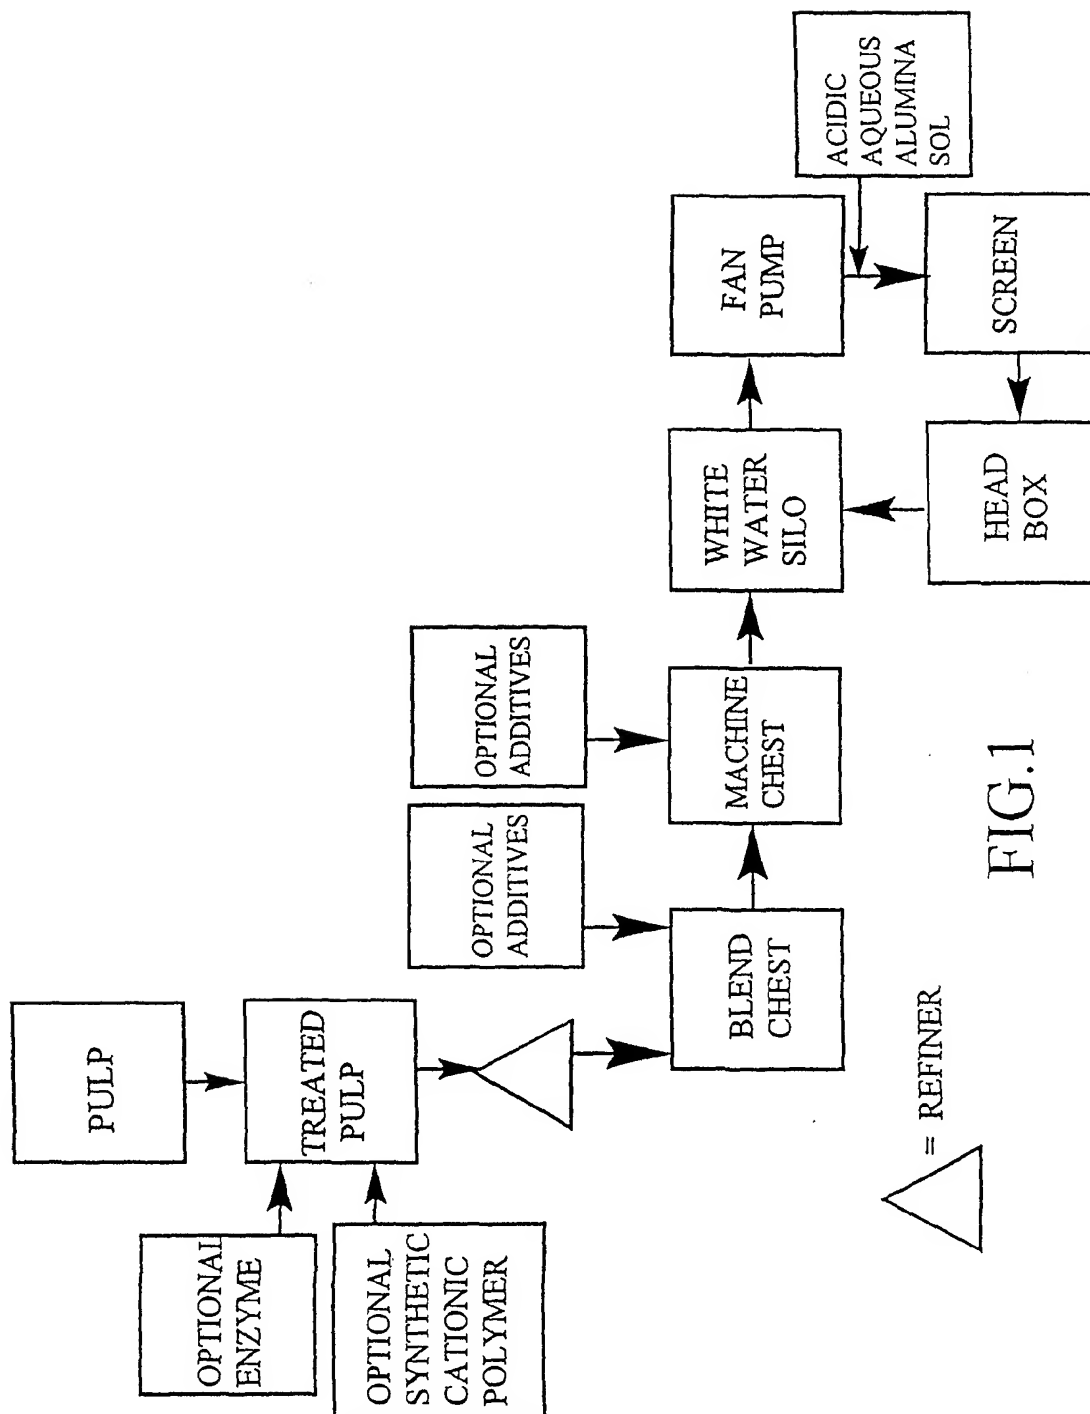 PULP
OPTIONAL
ENZYME
TREATED
PULP
OPTIONAL
SYNTHETIC
CATIONIC
POLYMER
OPTIONAL
ADDITIVES
OPTIONAL
ADDITIVES
BLEND
CHEST
MACHINE
CHEST
WHITE
WATER
SILO
FAN
PUMP
ACIDIC
AQUEOUS
ALUMINA
SOL
SCREEN
HEAD
BOX
= REFINER
FIG.1